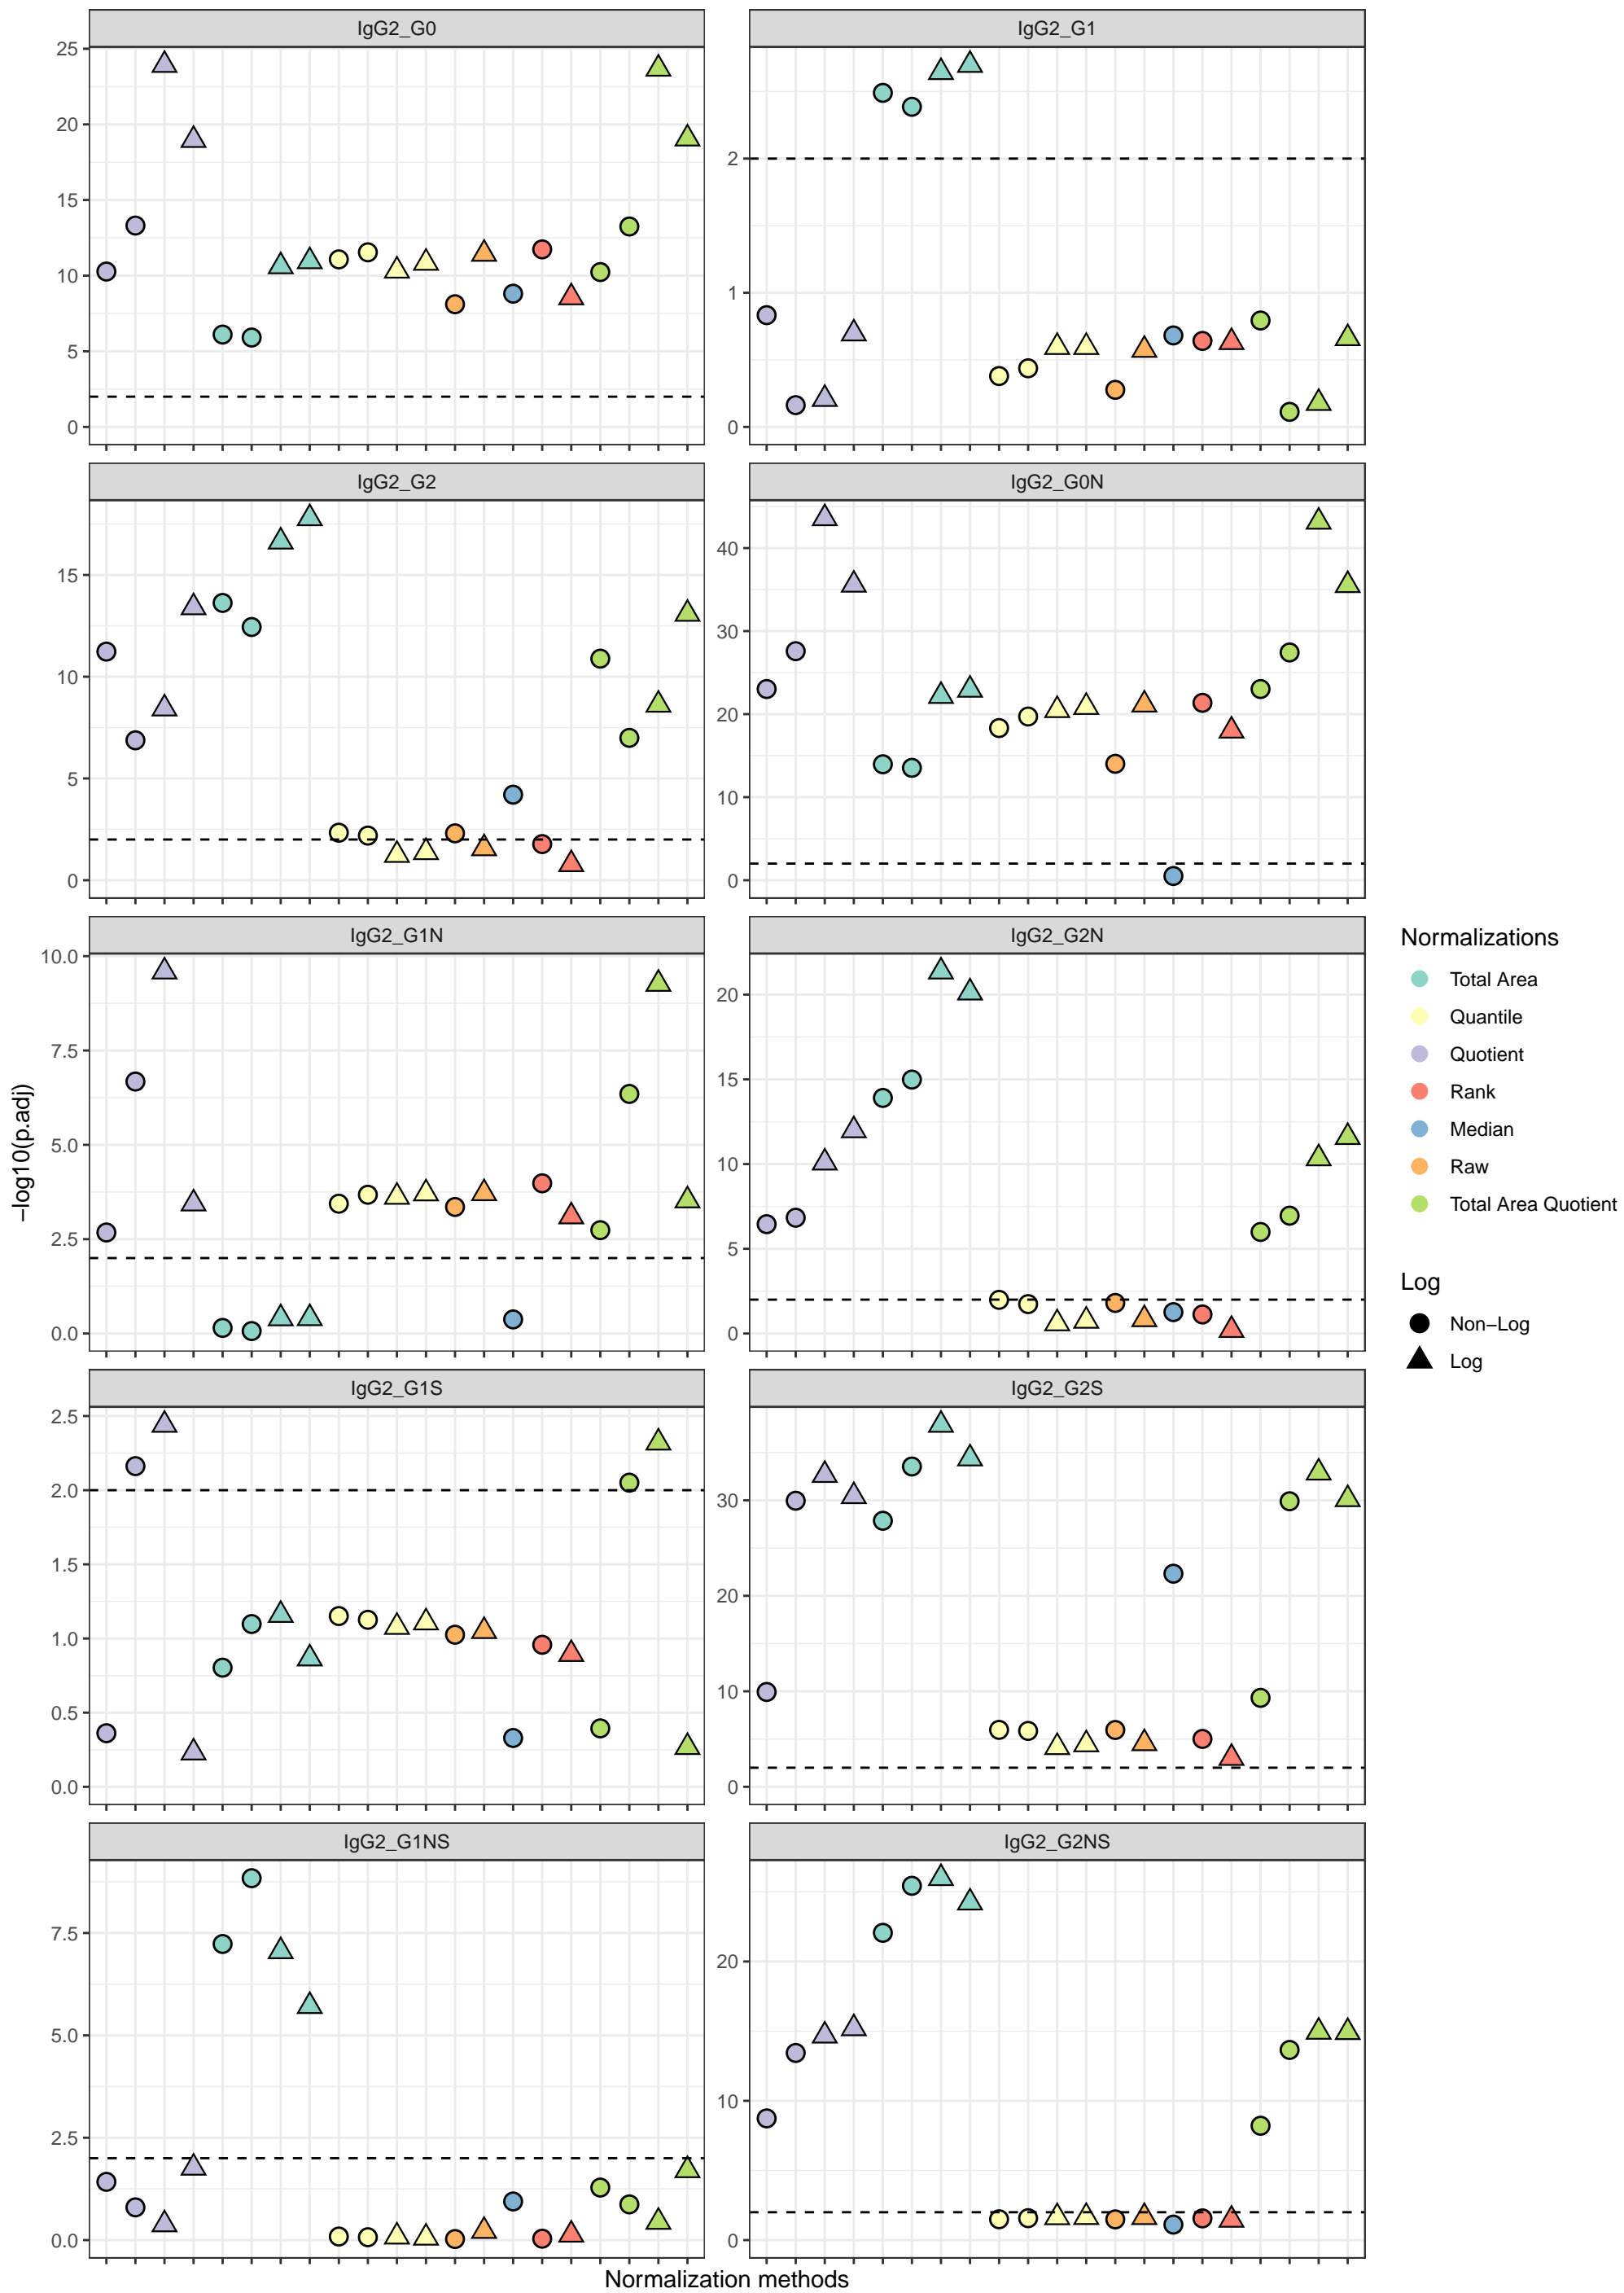 IgG2_G0
IgG2_G1
25
20
15
10
5
0
2
1
0
IgG2_G2
IgG2_G0N
15
10
5
0
40
30
20
10
0
IgG2_G1N
IgG2_G2N
10.0
7.5
5.0
2.5
0.0
20
15
10
5
0
IgG2_G1S
IgG2_G2S
2.5
2.0
1.5
1.0
0.5
0.0
30
20
10
0
IgG2_G1NS
IgG2_G2NS
7.5
5.0
2.5
0.0
20
10
0
−log10(p.adj)
Normalization methods
Normalizations
Total Area
Quantile
Quotient
Rank
Median
Raw
Total Area Quotient
Log
Non−Log
Log